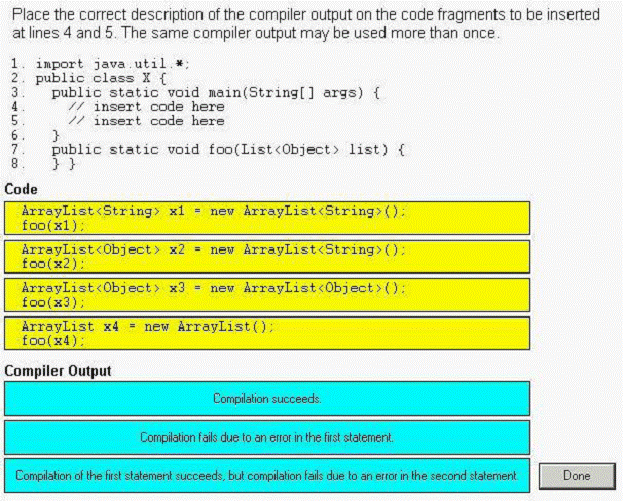 Place the correct description of the compiler output on the code fragments to be inserted
at lines 4 and 5. The same compiler output may be used more than once.
1. import java.util.*;
2. public class X {
3. public static void main(String[] args) {
4. // insert code here
5. // insert code here
6. }
7. public static void foo(List<Object> list) {
8. } }
Code
ArrayList<String> x1 = new ArrayList<String>();
foo(x1);
ArrayList<Object> x2 = new ArrayList<String>();
foo(x2);
ArrayList<Object> x3 = new ArrayList<Object>();
foo(x3);
ArrayList x4 = new ArrayList();
foo(x4);
Compiler Output
Compilation succeeds.
Compilation fails due to an error in the first statement.
Compilation of the first statement succeeds, but compilation fails due to an error in the second statement.
Done